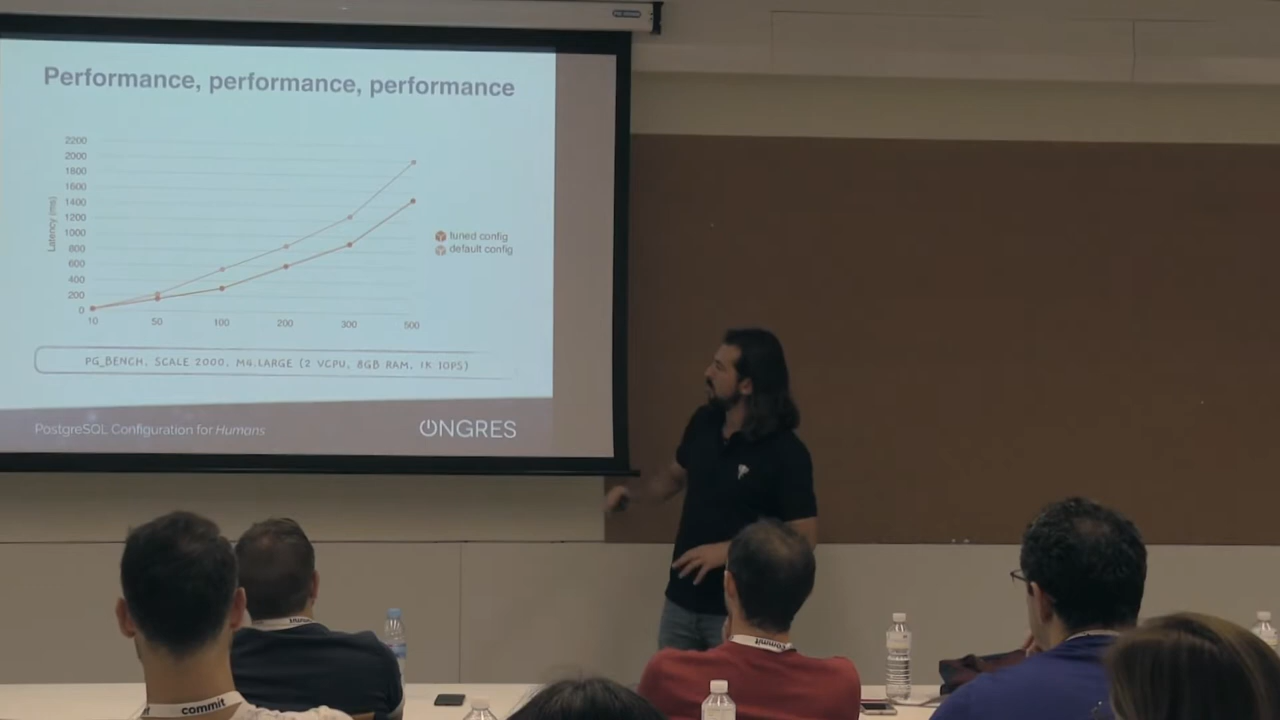 Performance, performance, performance
2200
2000
1800
1600
1400
1200
1000
800
600
400
200
0
Latency (ms)
10 50 100 200 300 500
tuned config
default config
PG_BENCH, SCALE 2000, M4.LARGE (2 VCPU, 8GB RAM, 1K IOPS)
PostgreSQL Configuration for Humans
ONGRES
commit
commit